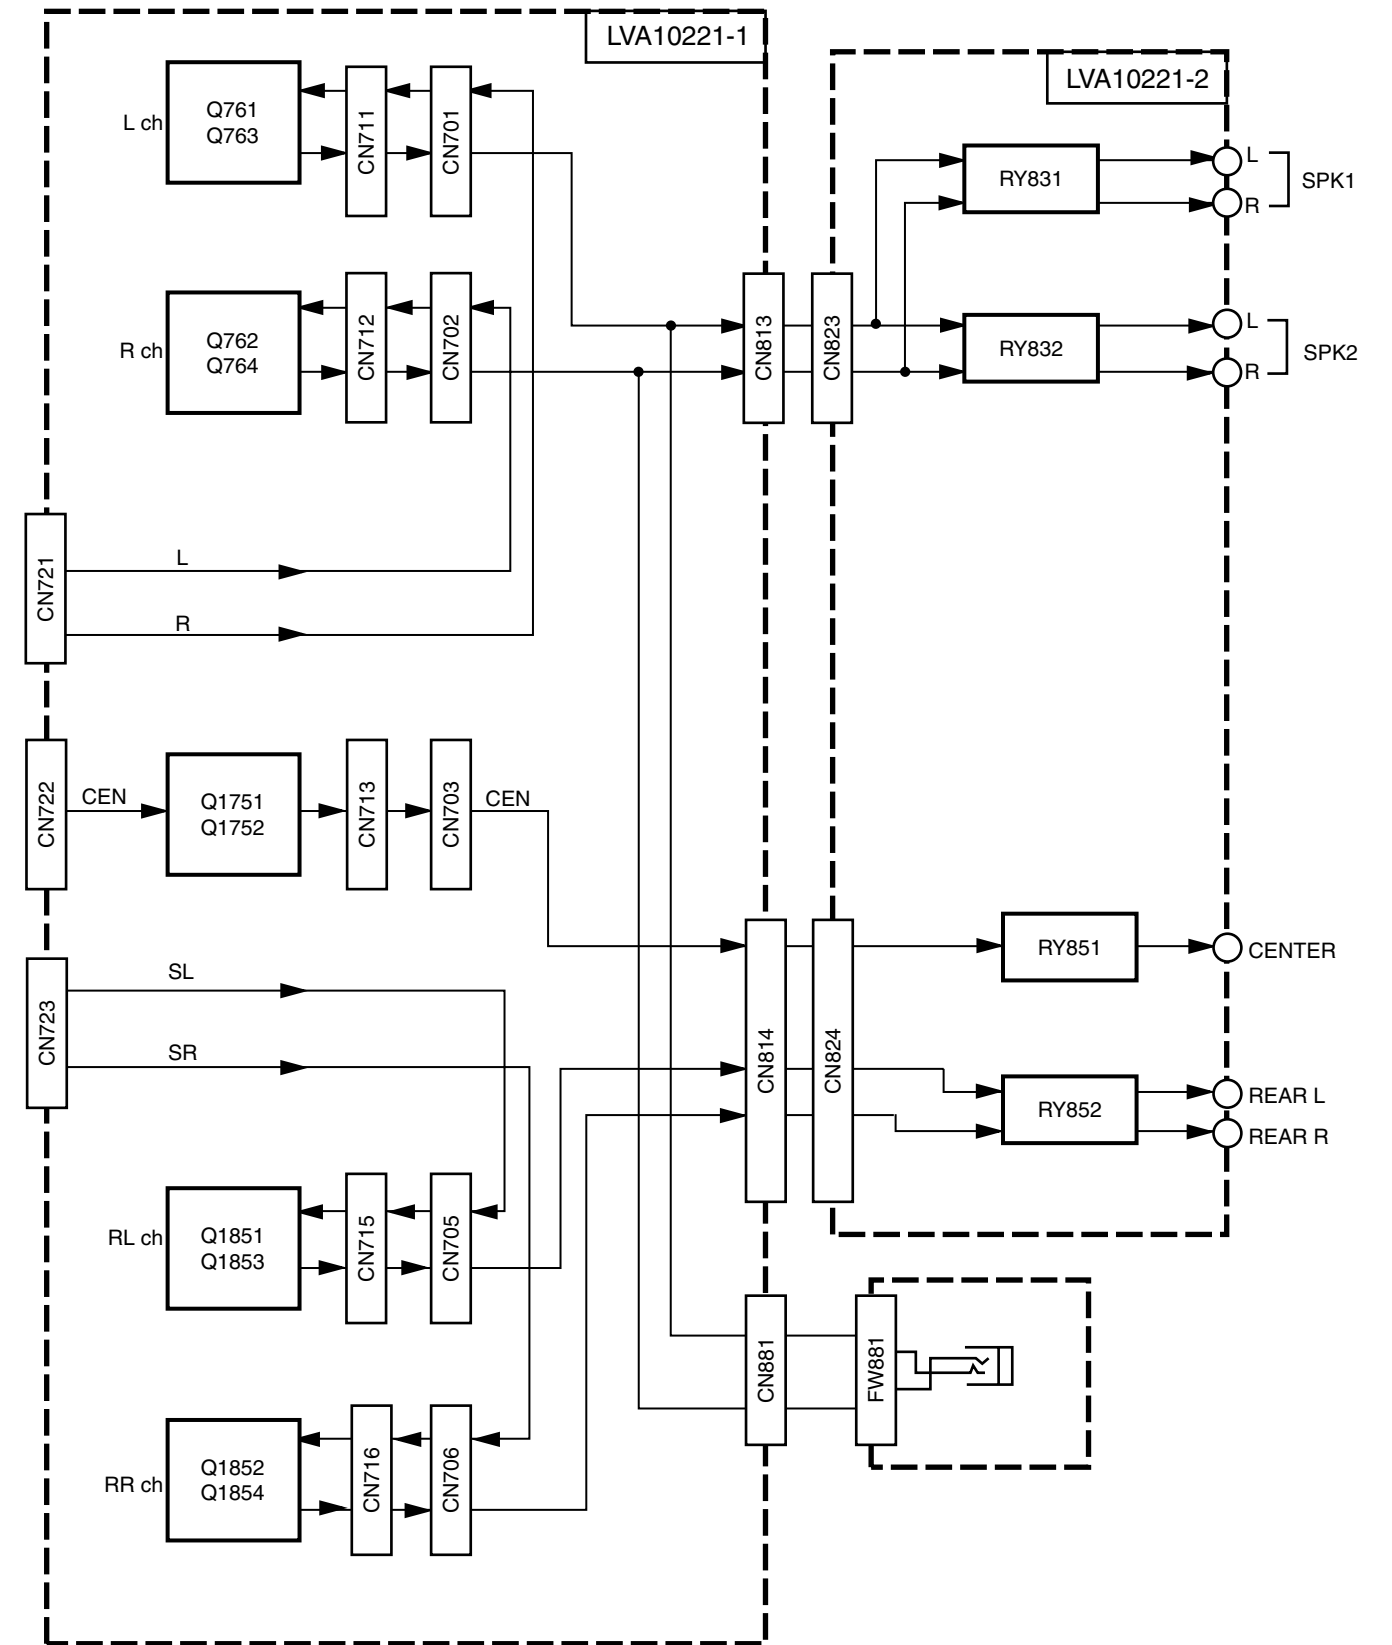 LVA10221-1
LVA10221-2
L ch
Q761
Q763
CN711
CN701
RY831
L
R
SPK1
R ch
Q762
Q764
CN712
CN702
CN813
CN823
RY832
L
R
SPK2
CN721
L
R
CN722
CEN
Q1751
Q1752
CN713
CN703
CEN
CN723
SL
SR
CN814
CN824
RY851
CENTER
RY852
REAR L
REAR R
RL ch
Q1851
Q1853
CN715
CN705
CN881
FW881
RR ch
Q1852
Q1854
CN716
CN706